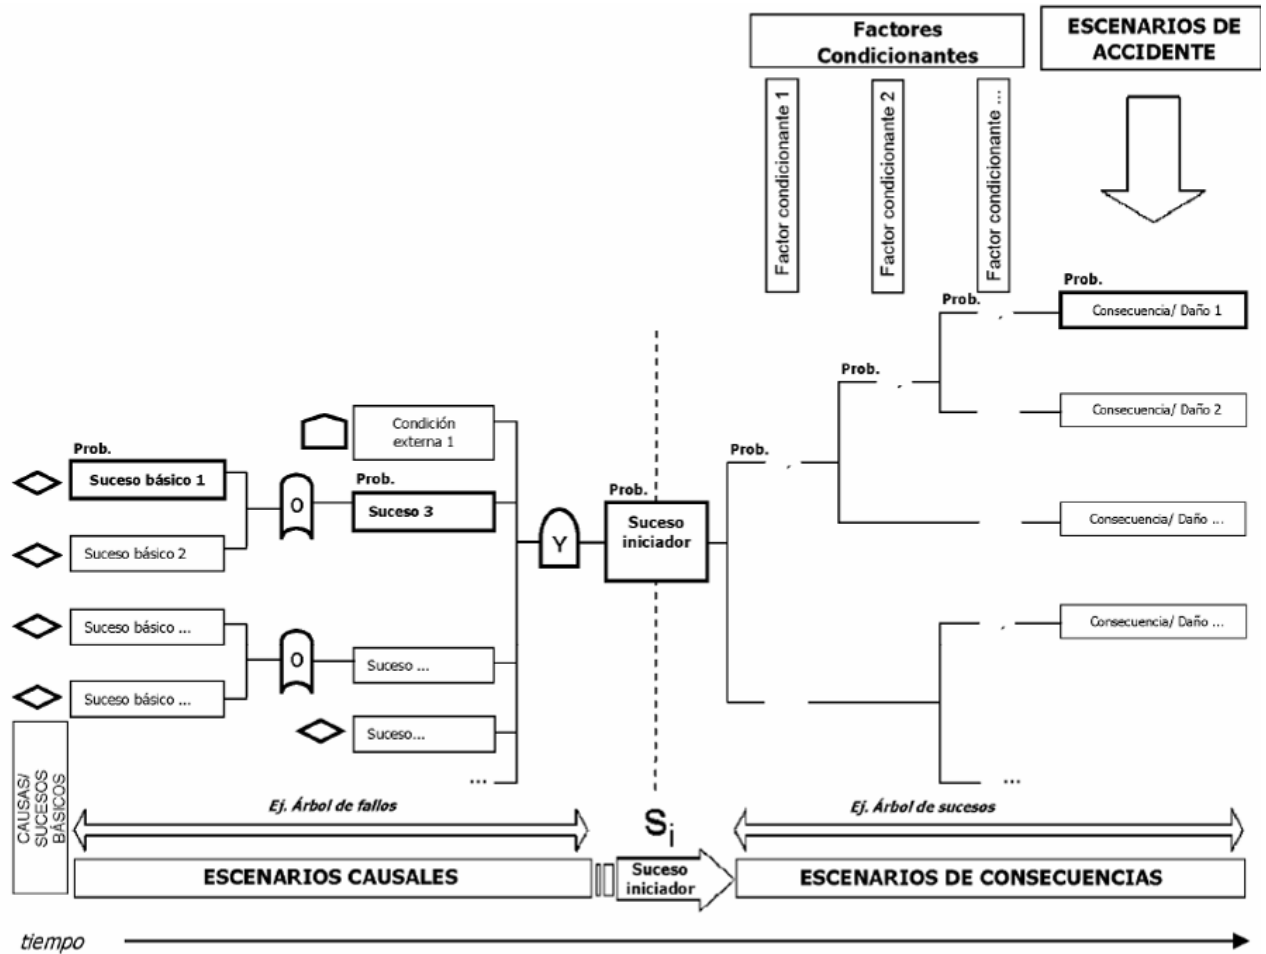 Factores
Condicionantes
ESCENARIOS DE
ACCIDENTE
Factor condicionante 1
Factor condicionante 2
Factor condicionante ...
Prob.
Prob.
Consecuencia/ Daño 1
Prob.
Consecuencia/ Daño 2
Condición
externa 1
Prob.
Suceso básico 1
Prob.
Suceso 3
O
Prob.
Suceso
iniciador
Prob.
Y
Suceso básico 2
Consecuencia/ Daño ...
Suceso básico ...
Consecuencia/ Daño ...
O
Suceso ...
Suceso básico ...
Suceso...
...
...
CAUSAS/
SUCESOS
BÁSICOS
Ej. Árbol de fallos
Si
Ej. Árbol de sucesos
ESCENARIOS CAUSALES
Suceso
iniciador
ESCENARIOS DE CONSECUENCIAS
tiempo